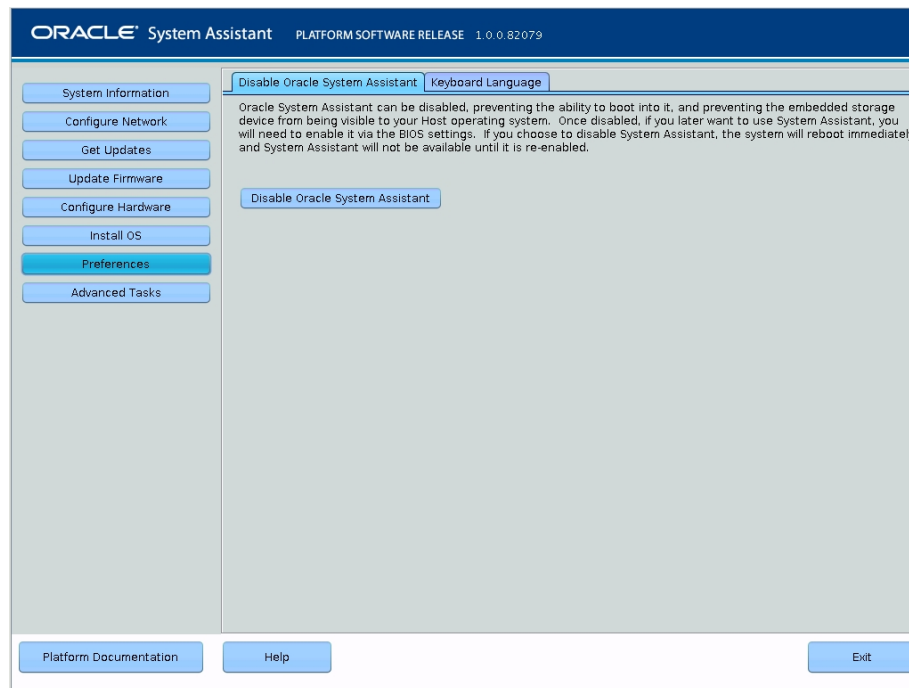 ORACLE System Assistant PLATFORM SOFTWARE RELEASE 1.0.0.82079
System Information
Configure Network
Get Updates
Update Firmware
Configure Hardware
Install OS
Preferences
Advanced Tasks
Disable Oracle System Assistant Keyboard Language
Oracle System Assistant can be disabled, preventing the ability to boot into it, and preventing the embedded storage
device from being visible to your Host operating system. Once disabled, if you later want to use System Assistant, you
will need to enable it via the BIOS settings. If you choose to disable System Assistant, the system will reboot immediately
and System Assistant will not be available until it is re-enabled.
Disable Oracle System Assistant
Platform Documentation Help Exit